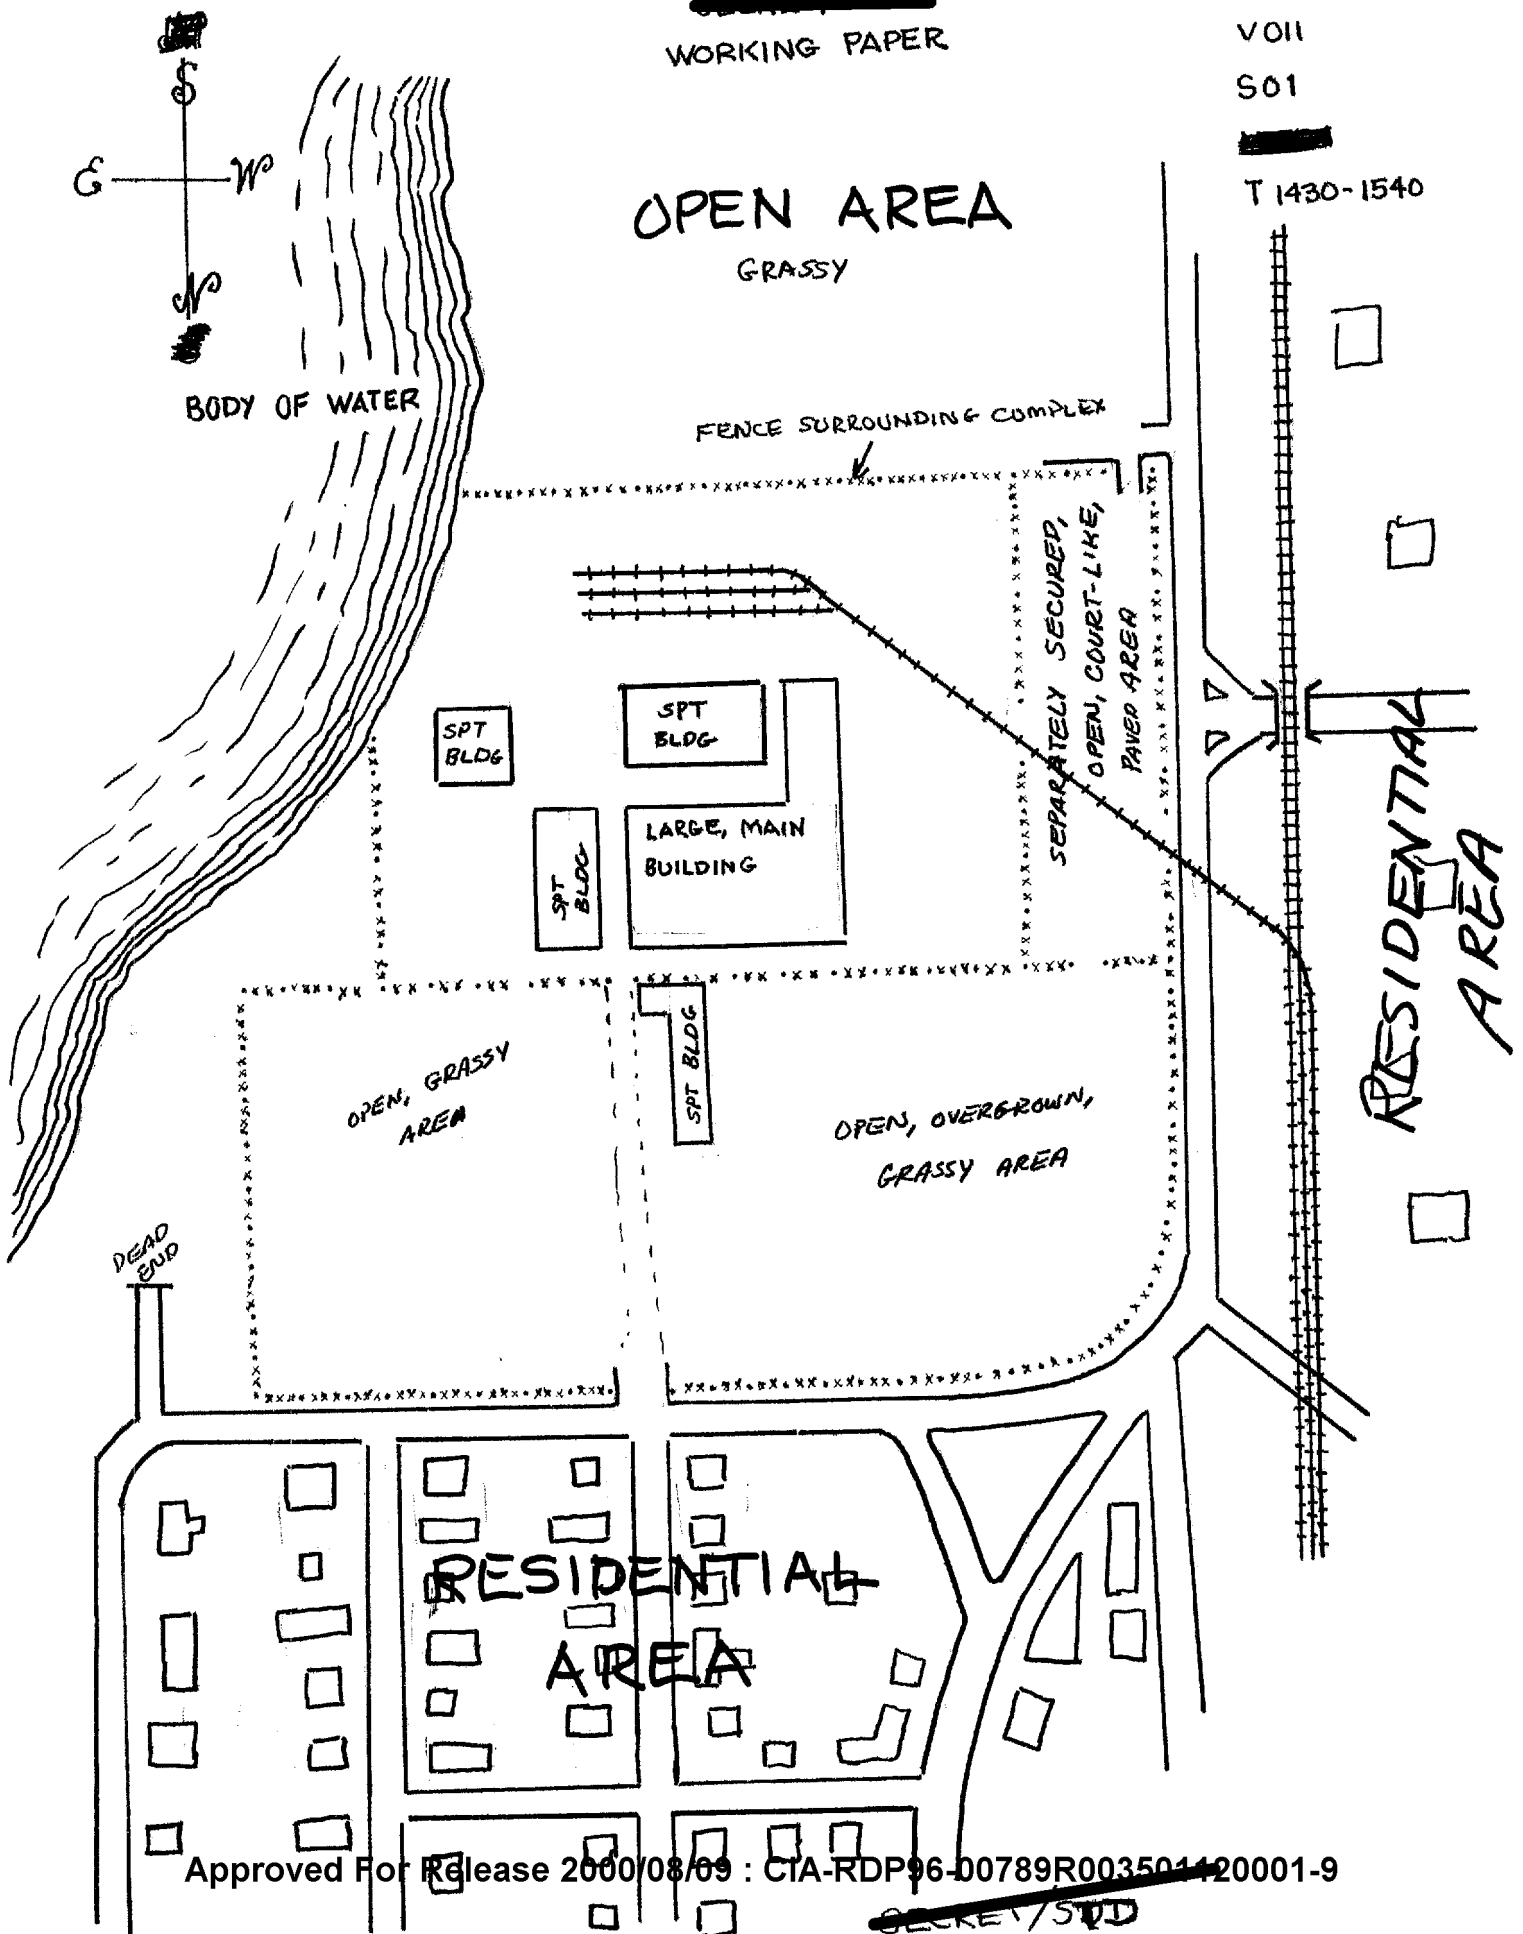 WORKING PAPER
V011
S01
T 1430-1540
S
E
W
N
OPEN AREA
GRASSY
BODY OF WATER
FENCE SURROUNDING COMPLEX
SEPARATELY SECURED,
OPEN, COURT-LIKE,
PAVED AREA
SPT
BLDG
SPT
BLDG
SPT
BLDG
LARGE, MAIN
BUILDING
RESIDENTIAL
AREA
SPT BLDG
OPEN, GRASSY
AREA
OPEN, OVERGROWN,
GRASSY AREA
DEAD
END
RESIDENTIAL
AREA
Approved For Release 2000/08/09 : CIA-RDP96-00789R003501120001-9